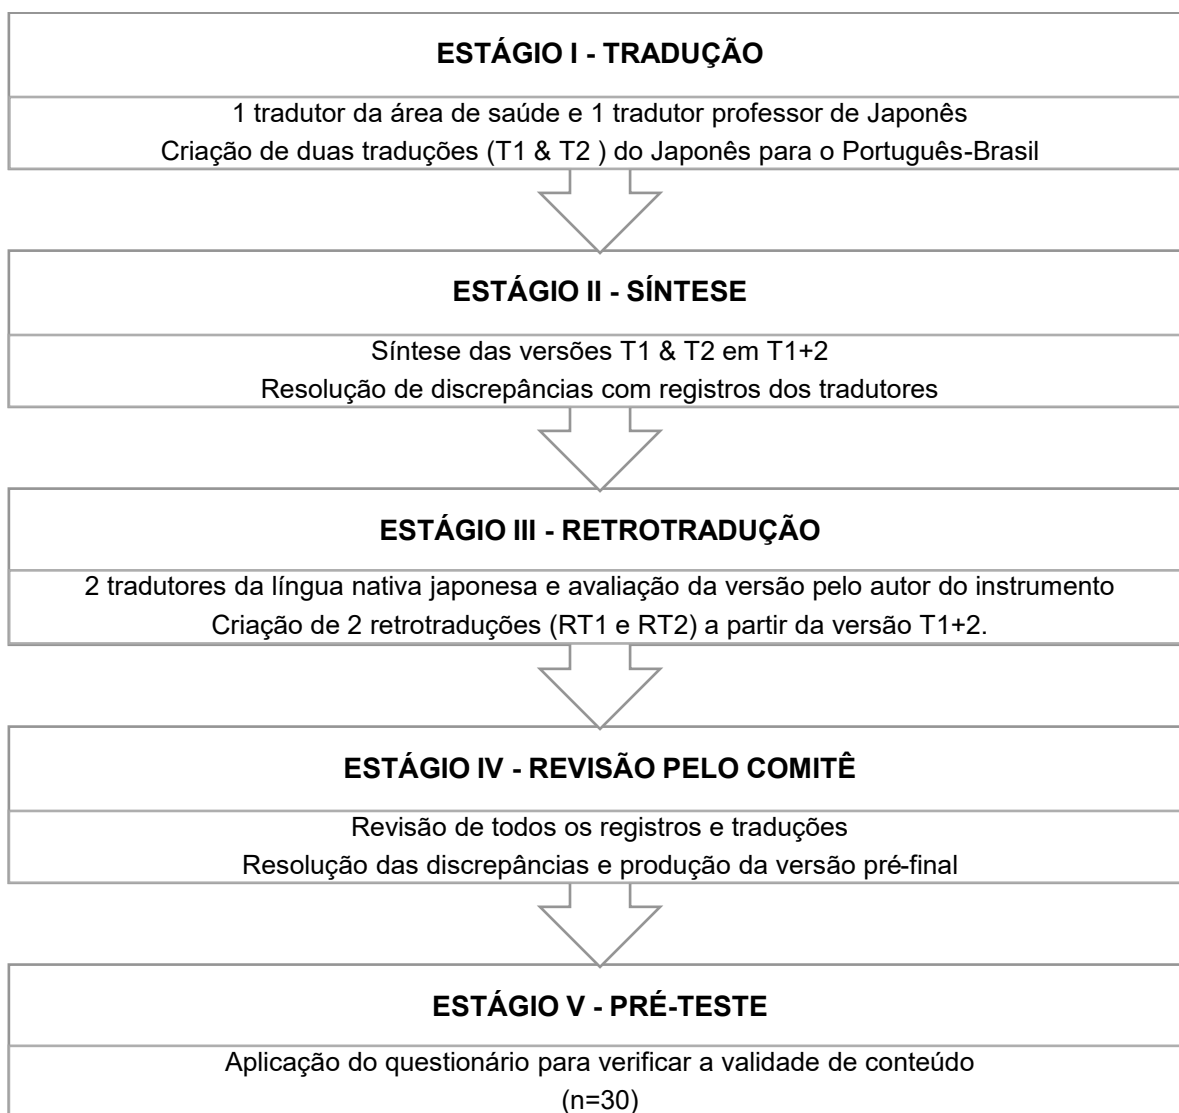 ESTÁGIO I - TRADUÇÃO
1 tradutor da área de saúde e 1 tradutor professor de Japonês
Criação de duas traduções (T1 & T2 ) do Japonês para o Português-Brasil
ESTÁGIO II - SÍNTESE
Síntese das versões T1 & T2 em T1+2
Resolução de discrepâncias com registros dos tradutores
ESTÁGIO III - RETROTRADUÇÃO
2 tradutores da língua nativa japonesa e avaliação da versão pelo autor do instrumento
Criação de 2 retrotraduções (RT1 e RT2) a partir da versão T1+2.
ESTÁGIO IV - REVISÃO PELO COMITÊ
Revisão de todos os registros e traduções
Resolução das discrepâncias e produção da versão pré-final
ESTÁGIO V - PRÉ-TESTE
Aplicação do questionário para verificar a validade de conteúdo
(n=30)